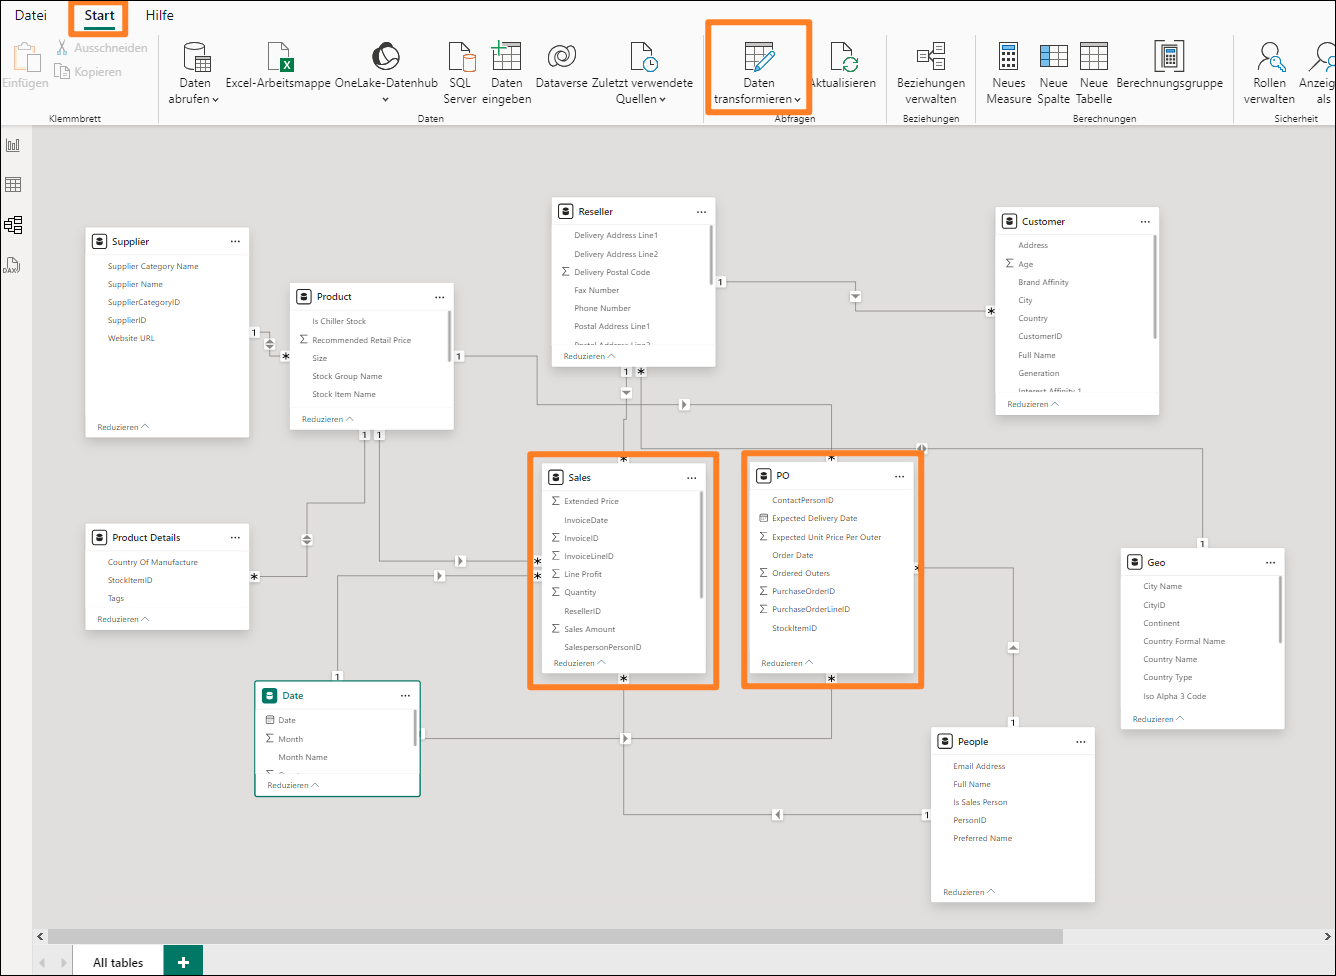 Datei
Start
Hilfe
Einfügen
Ausschneiden
Kopieren
Klemmbrett
Daten
abrufen
Excel-Arbeitsmappe
OneLake-Datenhub
SQL
Server
Daten
eingeben
Dataverse
Zuletzt verwendete
Quellen
Daten
Daten
transformieren
Aktualisieren
Abfragen
Beziehungen
verwalten
Beziehungen
Neues
Measure
Neue
Spalte
Neue
Tabelle
Berechnungsgruppe
Berechnungen
Rollen
verwalten
Anzeig
als
Sicherheit
DAX
Supplier
Supplier Category Name
Supplier Name
SupplierCategoryID
SupplierID
Website URL
Reduzieren
1
*
Product
Is Chiller Stock
Recommended Retail Price
Size
Stock Group Name
Stock Item Name
Reduzieren
1
1
1
Reseller
Delivery Address Line1
Delivery Address Line2
Delivery Postal Code
Fax Number
Phone Number
Postal Address Line1
Postal Address Line2
Reduzieren
1
1
*
Customer
Address
Age
Brand Affinity
City
Country
CustomerID
Full Name
Generation
Interest Affinity 1
Reduzieren
*
Product Details
Country Of Manufacture
StockItemID
Tags
Reduzieren
*
Sales
Extended Price
InvoiceDate
InvoiceID
InvoiceLineID
Line Profit
Quantity
ResellerID
Sales Amount
SalespersonPersonID
Reduzieren
*
*
*
*
PO
ContactPersonID
Expected Delivery Date
Expected Unit Price Per Outer
Order Date
Ordered Outers
PurchaseOrderID
PurchaseOrderLineID
StockItemID
Reduzieren
*
*
*
Geo
City Name
CityID
Continent
Country Formal Name
Country Name
Country Type
Iso Alpha 3 Code
Reduzieren
1
Date
Date
Month
Month Name
Reduzieren
1
People
Email Address
Full Name
Is Sales Person
PersonID
Preferred Name
Reduzieren
1
1
All tables
+